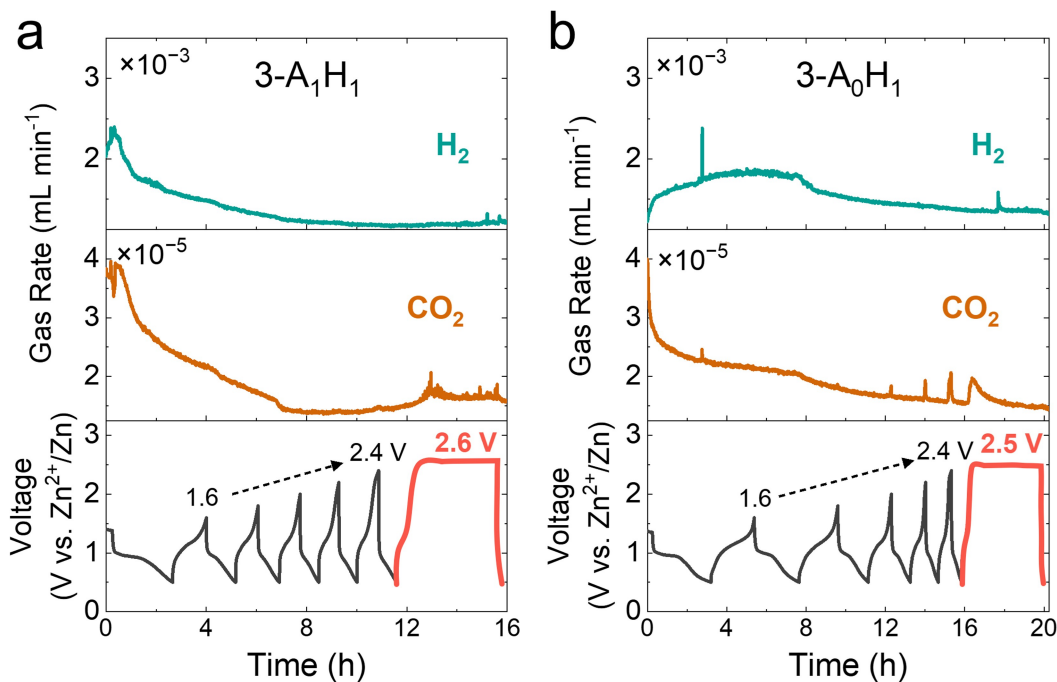 a
×10⁻³
3-A₁H₁
H₂
3
2
×10⁻⁵
CO₂
4
3
2
Gas Rate (mL min⁻¹)
2.6 V
2.4 V
1.6
3
2
1
0
Voltage
(V vs. Zn²⁺/Zn)
0
4
8
12
16
Time (h)
b
×10⁻³
3-A₀H₁
H₂
3
2
×10⁻⁵
CO₂
4
3
2
Gas Rate (mL min⁻¹)
2.5 V
2.4 V
1.6
3
2
1
0
Voltage
(V vs. Zn²⁺/Zn)
0
4
8
12
16
20
Time (h)